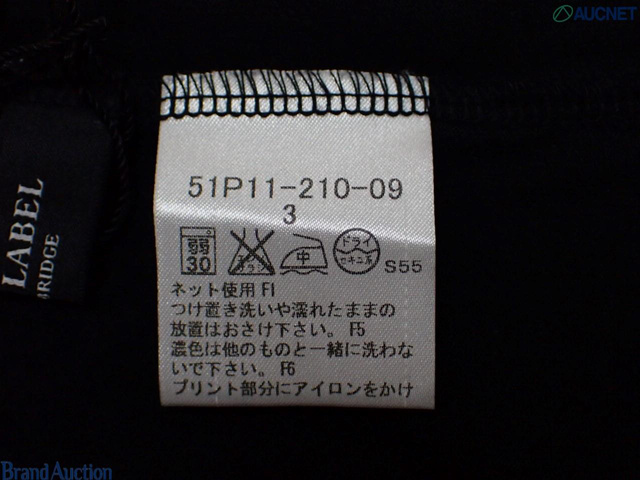 AUCNET
LABEL
BRIDGE
51P11-210-09
3
弱
30
中
ドライ
セキユ系
S55
ネット使用 F1
つけ置き洗いや濡れたままの
放置はおさけ下さい。 F5
濃色は他のものと一緒に洗わな
いで下さい。 F6
プリント部分にアイロンをかけ
Brand Auction